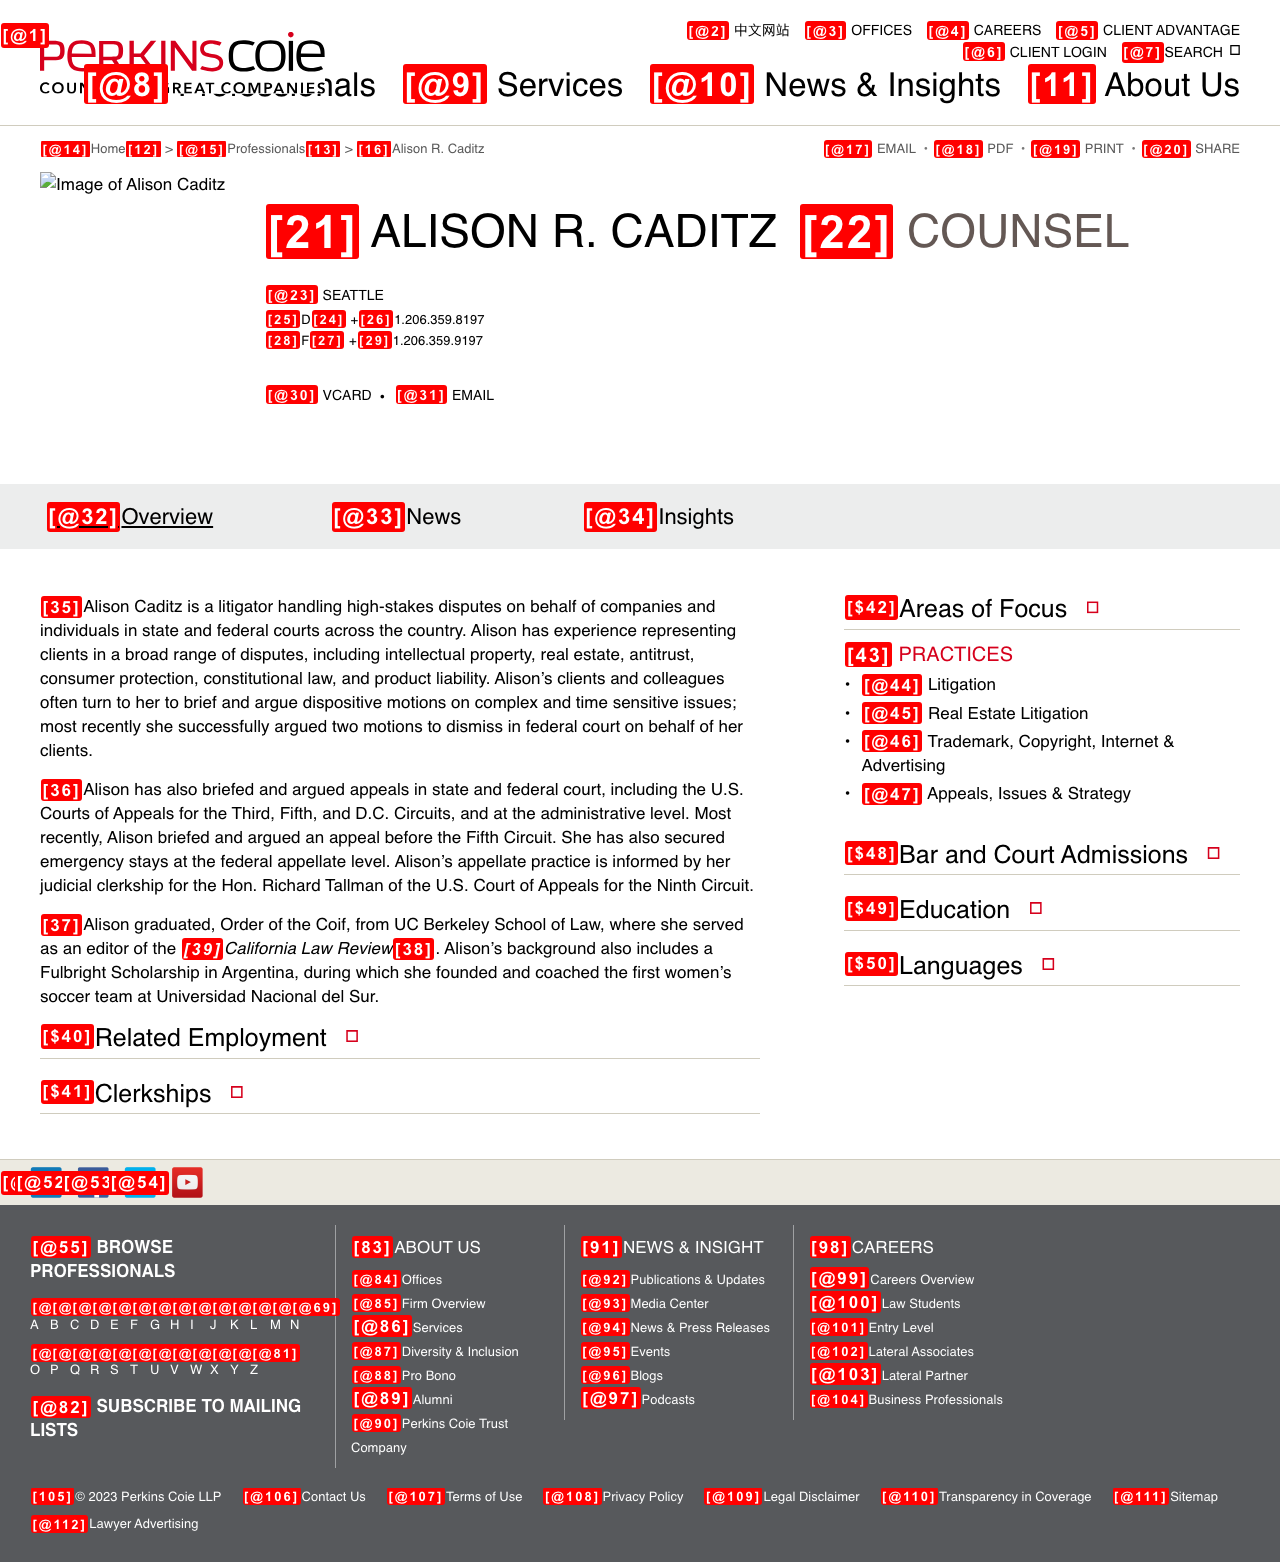 [@1]
PERKINSCOIE
COUN GREAT COMPANIES
[@2] 中文网站 [@3] OFFICES [@4] CAREERS [@5] CLIENT ADVANTAGE
[@6] CLIENT LOGIN [@7]SEARCH
[@8] nals [@9] Services [@10] News & Insights [11] About Us
[@14]Home[12] > [@15]Professionals[13] > [16]Alison R. Caditz
[@17] EMAIL • [@18] PDF • [@19] PRINT • [@20] SHARE
Image of Alison Caditz
[21] ALISON R. CADITZ [22] COUNSEL
[@23] SEATTLE
[25]D[24] +[26]1.206.359.8197
[28]F[27] +[29]1.206.359.9197
[@30] VCARD • [@31] EMAIL
[@32]Overview [@33]News [@34]Insights
[35]Alison Caditz is a litigator handling high-stakes disputes on behalf of companies and
individuals in state and federal courts across the country. Alison has experience representing
clients in a broad range of disputes, including intellectual property, real estate, antitrust,
consumer protection, constitutional law, and product liability. Alison’s clients and colleagues
often turn to her to brief and argue dispositive motions on complex and time sensitive issues;
most recently she successfully argued two motions to dismiss in federal court on behalf of her
clients.
[36]Alison has also briefed and argued appeals in state and federal court, including the U.S.
Courts of Appeals for the Third, Fifth, and D.C. Circuits, and at the administrative level. Most
recently, Alison briefed and argued an appeal before the Fifth Circuit. She has also secured
emergency stays at the federal appellate level. Alison’s appellate practice is informed by her
judicial clerkship for the Hon. Richard Tallman of the U.S. Court of Appeals for the Ninth Circuit.
[37]Alison graduated, Order of the Coif, from UC Berkeley School of Law, where she served
as an editor of the [39]California Law Review[38]. Alison’s background also includes a
Fulbright Scholarship in Argentina, during which she founded and coached the first women’s
soccer team at Universidad Nacional del Sur.
[$40]Related Employment
[$41]Clerkships
[$42]Areas of Focus
[43] PRACTICES
• [@44] Litigation
• [@45] Real Estate Litigation
• [@46] Trademark, Copyright, Internet &
Advertising
• [@47] Appeals, Issues & Strategy
[$48]Bar and Court Admissions
[$49]Education
[$50]Languages
[@52 [@53 [@54]
[@55] BROWSE
PROFESSIONALS
[@[@[@[@[@[@[@[@[@[@[@[@[@[@69]
A B C D E F G H I J K L M N
[@[@[@[@[@[@[@[@[@[@[@[@81]
O P Q R S T U V W X Y Z
[@82] SUBSCRIBE TO MAILING
LISTS
[83]ABOUT US
[@84]Offices
[@85]Firm Overview
[@86]Services
[@87]Diversity & Inclusion
[@88]Pro Bono
[@89]Alumni
[@90]Perkins Coie Trust
Company
[91]NEWS & INSIGHT
[@92]Publications & Updates
[@93]Media Center
[@94]News & Press Releases
[@95]Events
[@96]Blogs
[@97]Podcasts
[98]CAREERS
[@99]Careers Overview
[@100]Law Students
[@101]Entry Level
[@102]Lateral Associates
[@103]Lateral Partner
[@104]Business Professionals
[105]© 2023 Perkins Coie LLP [@106]Contact Us [@107]Terms of Use [@108]Privacy Policy [@109]Legal Disclaimer [@110]Transparency in Coverage [@111]Sitemap
[@112]Lawyer Advertising